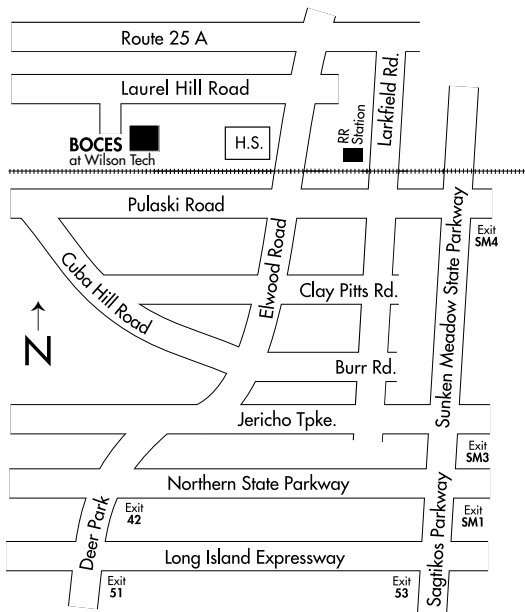 Route 25 A
Laurel Hill Road
Larkfield Rd.
BOCES
at Wilson Tech
H.S.
RR
Station
Pulaski Road
Exit
SM4
Cuba Hill Road
Elwood Road
Clay Pitts Rd.
Sunken Meadow State Parkway
N
Burr Rd.
Jericho Tpke.
Exit
SM3
Northern State Parkway
Exit
42
Exit
SM1
Deer Park
Sagtikos Parkway
Long Island Expressway
Exit
51
Exit
53